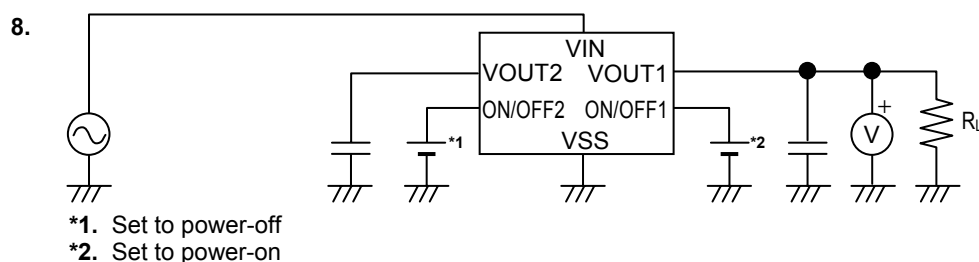 8.
VIN
VOUT2 VOUT1
ON/OFF2 ON/OFF1
*1 *2
VSS
+
V
RL
*1. Set to power-off
*2. Set to power-on